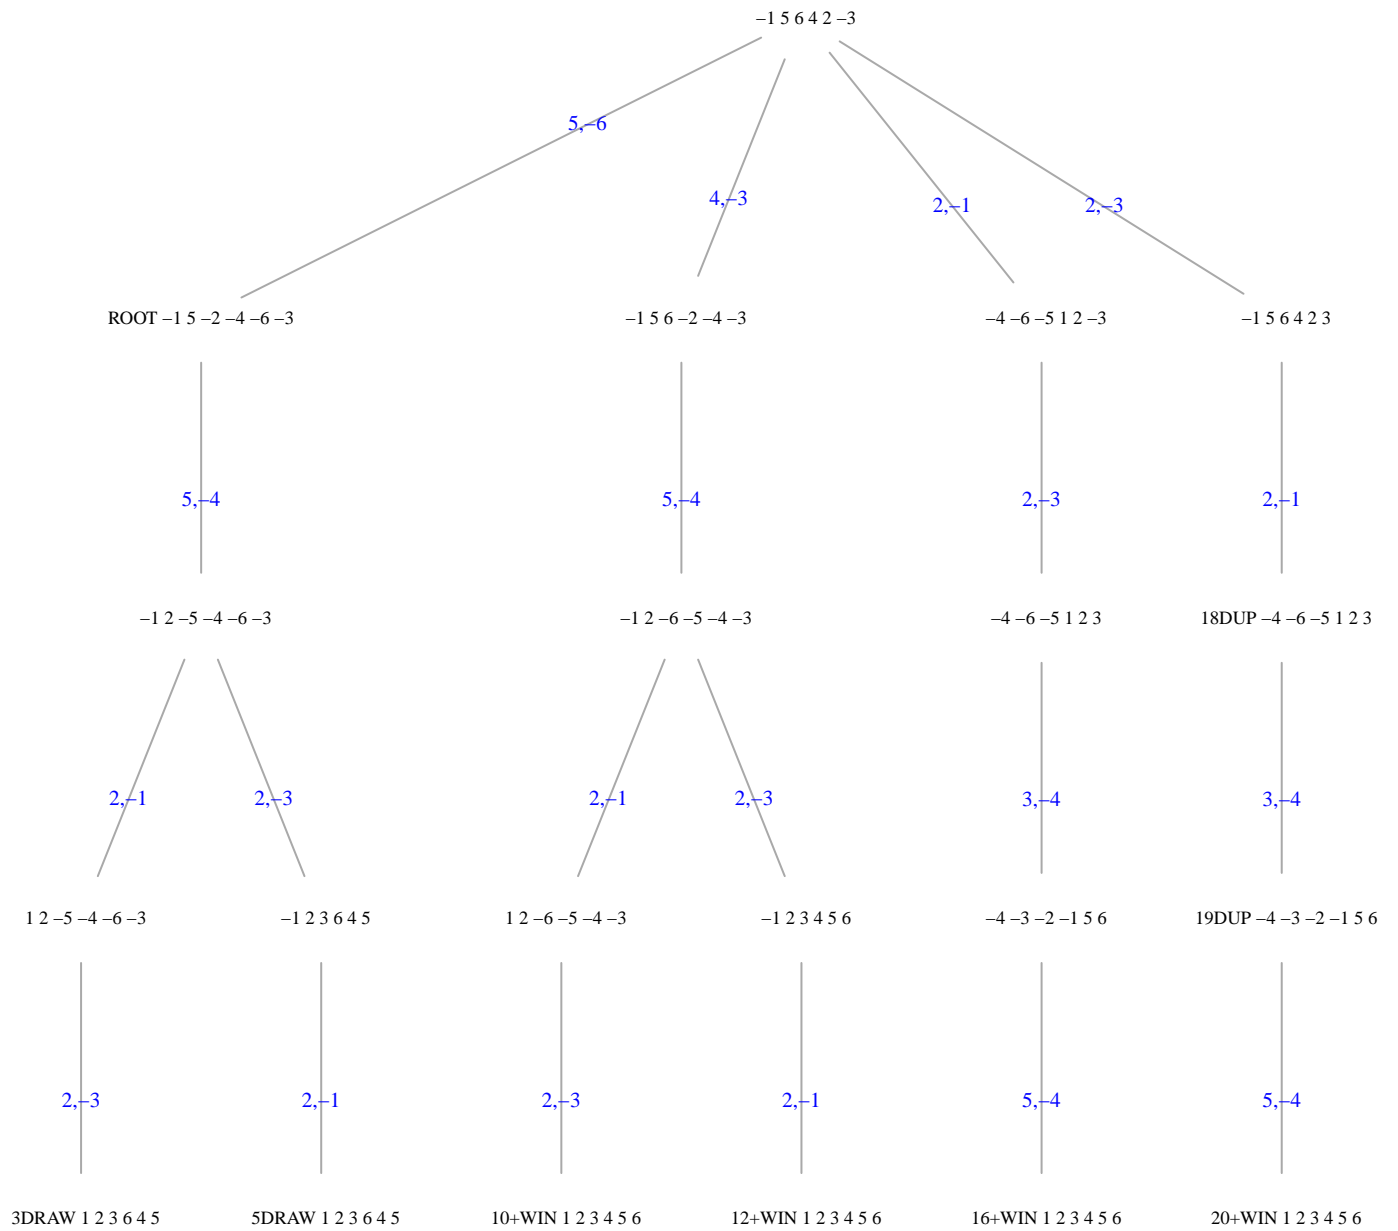 –1 5 6 4 2 –3
5,–6
4,–3
2,–1
2,–3
ROOT –1 5 –2 –4 –6 –3
–1 5 6 –2 –4 –3
–4 –6 –5 1 2 –3
–1 5 6 4 2 3
5,–4
5,–4
2,–3
2,–1
–1 2 –5 –4 –6 –3
–1 2 –6 –5 –4 –3
–4 –6 –5 1 2 3
18DUP –4 –6 –5 1 2 3
2,–1
2,–3
2,–1
2,–3
3,–4
3,–4
1 2 –5 –4 –6 –3
–1 2 3 6 4 5
1 2 –6 –5 –4 –3
–1 2 3 4 5 6
–4 –3 –2 –1 5 6
19DUP –4 –3 –2 –1 5 6
2,–3
2,–1
2,–3
2,–1
5,–4
5,–4
3DRAW 1 2 3 6 4 5
5DRAW 1 2 3 6 4 5
10+WIN 1 2 3 4 5 6
12+WIN 1 2 3 4 5 6
16+WIN 1 2 3 4 5 6
20+WIN 1 2 3 4 5 6